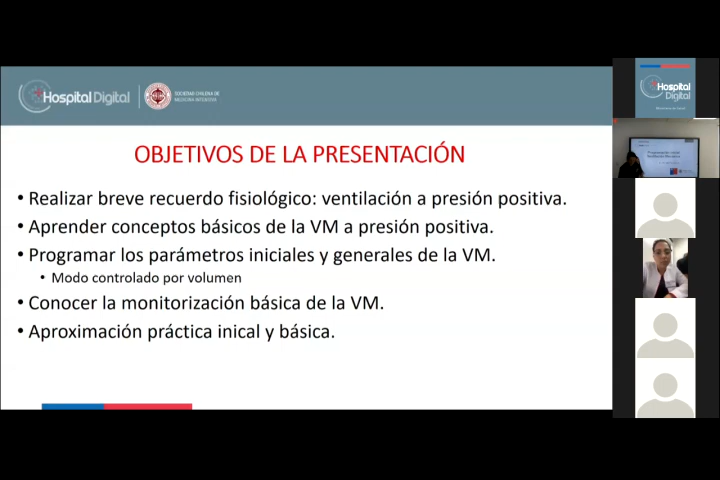 Hospital Digital
SOCIEDAD CHILENA DE
MEDICINA INTENSIVA
OBJETIVOS DE LA PRESENTACIÓN
• Realizar breve recuerdo fisiológico: ventilación a presión positiva.
• Aprender conceptos básicos de la VM a presión positiva.
• Programar los parámetros iniciales y generales de la VM.
• Modo controlado por volumen
• Conocer la monitorización básica de la VM.
• Aproximación práctica inical y básica.
Hospital
Digital